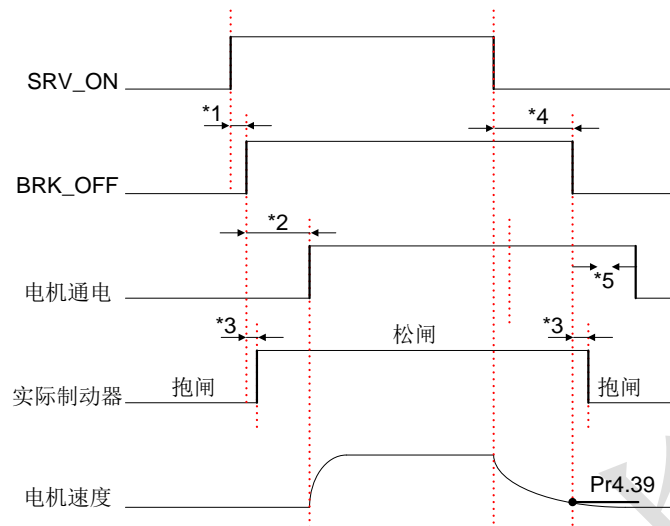 SRV_ON
*1
*4
BRK_OFF
*2
电机通电
*5
*3
松闸
*3
实际制动器
抱闸
抱闸
Pr4.39
电机速度